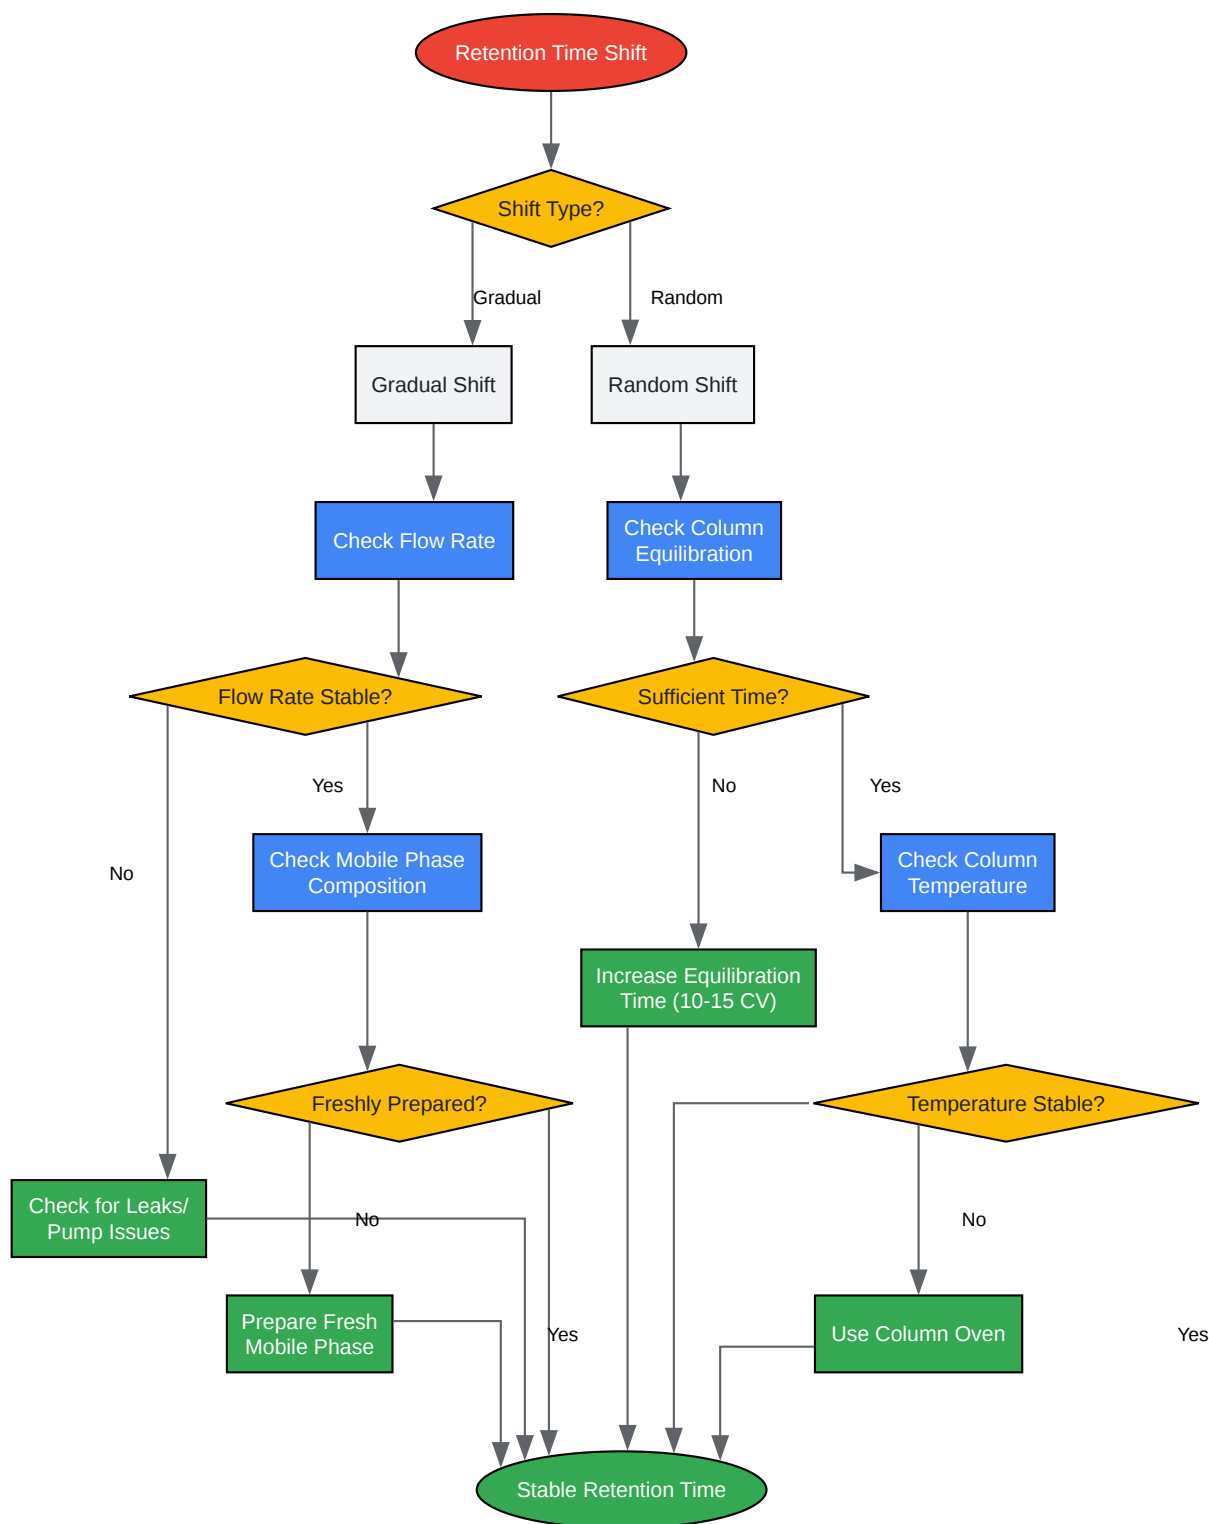 Retention Time Shift
Shift Type?
Gradual
Random
Gradual Shift
Random Shift
Check Flow Rate
Check Column
Equilibration
Flow Rate Stable?
Sufficient Time?
Yes
No
Yes
No
Check Mobile Phase
Composition
Check Column
Temperature
Increase Equilibration
Time (10-15 CV)
Freshly Prepared?
Temperature Stable?
Check for Leaks/
Pump Issues
No
No
Prepare Fresh
Mobile Phase
Yes
Use Column Oven
Yes
Stable Retention Time